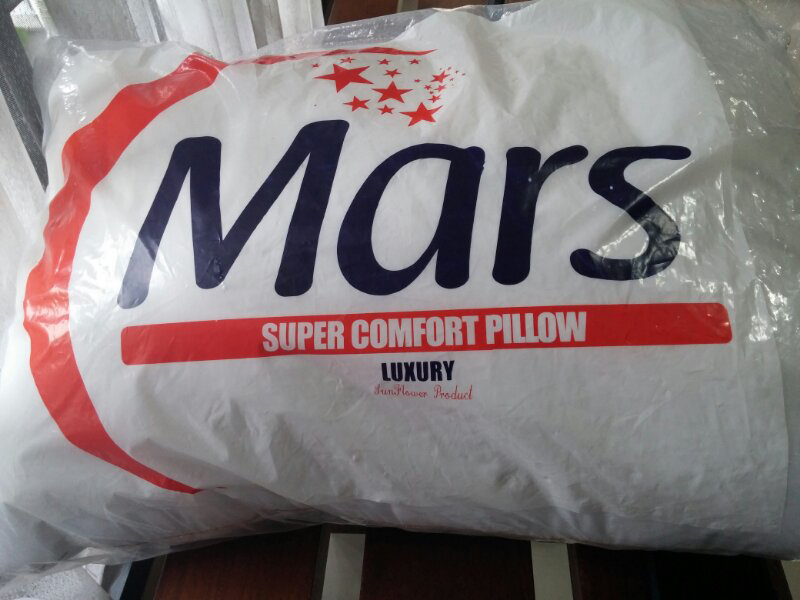 Mars
SUPER COMFORT PILLOW
LUXURY
SunFlower Product